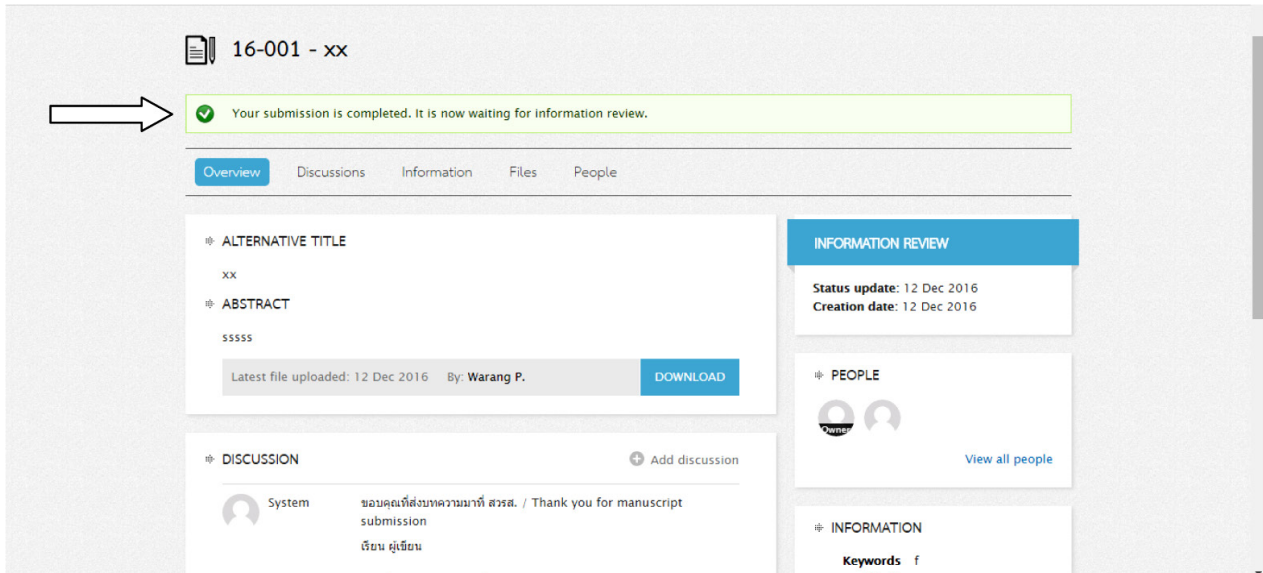 16-001 - xx
Your submission is completed. It is now waiting for information review.
Overview Discussions Information Files People
ALTERNATIVE TITLE
xx
ABSTRACT
sssss
Latest file uploaded: 12 Dec 2016 By: Warang P. DOWNLOAD
DISCUSSION Add discussion
System ขอบคุณที่ส่งบทความมาที่ สวรส. / Thank you for manuscript
submission
เรียน ผู้เขียน
INFORMATION REVIEW
Status update: 12 Dec 2016
Creation date: 12 Dec 2016
PEOPLE
Owner
View all people
INFORMATION
Keywords f